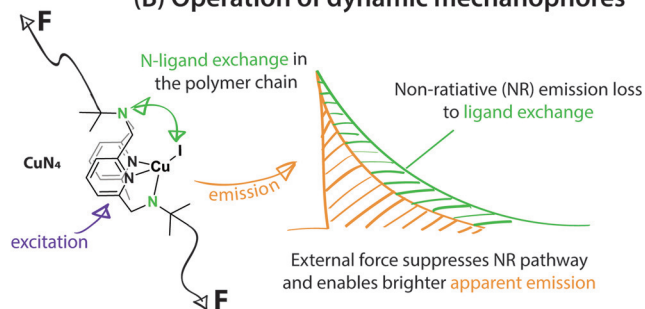 (B) Operation of dynamic mechanophores
F
N-ligand exchange in
the polymer chain
Non-ratiative (NR) emission loss
to ligand exchange
N
I
CuN4
N
Cu
N
N
emission
excitation
External force suppresses NR pathway
and enables brighter apparent emission
F